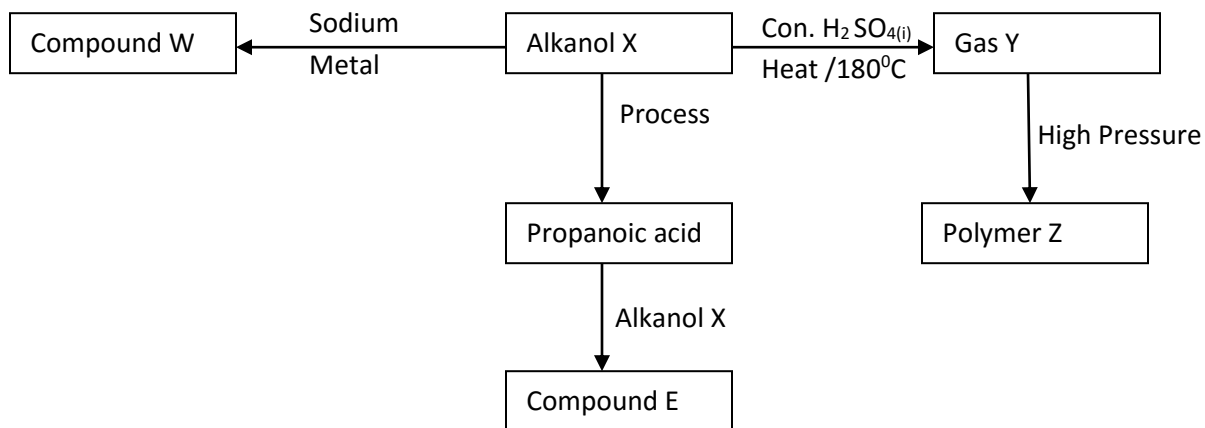 Compound W
Sodium
Metal
Alkanol X
Con. H₂ SO₄₍ᵢ₎
Heat /180⁰C
Gas Y
Process
High Pressure
Propanoic acid
Polymer Z
Alkanol X
Compound E